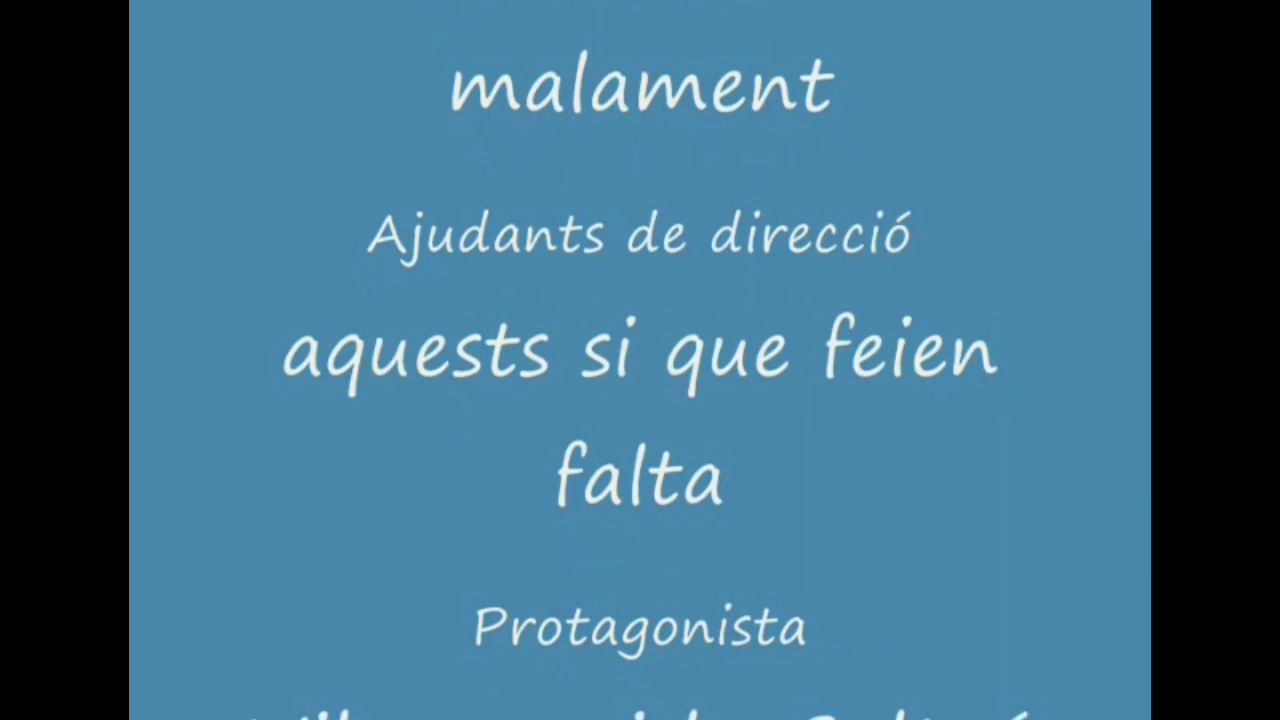 malament
Ajudants de direcció
aquests si que feien
falta
Protagonista